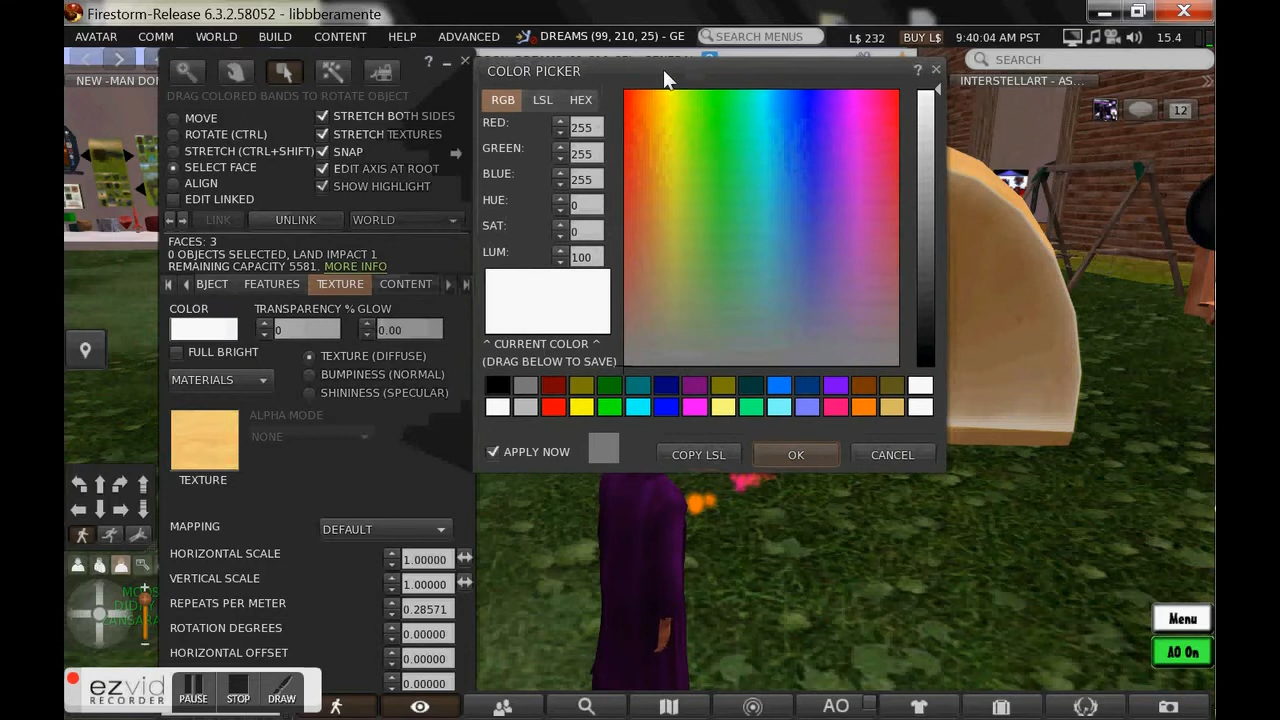 Firestorm-Release 6.3.2.58052 - libbberamente
AVATAR COMM WORLD BUILD CONTENT HELP ADVANCED DREAMS (99, 210, 25) - GE SEARCH MENUS L$ 232 BUY L$ 9:40:04 AM PST 15.4
SEARCH
NEW -MAN DO
INTERSTELLART - AS...
12
DRAG COLORED BANDS TO ROTATE OBJECT
MOVE
ROTATE (CTRL)
STRETCH (CTRL+SHIFT)
SELECT FACE
ALIGN
EDIT LINKED
STRETCH BOTH SIDES
STRETCH TEXTURES
SNAP
EDIT AXIS AT ROOT
SHOW HIGHLIGHT
LINK UNLINK WORLD
FACES: 3
0 OBJECTS SELECTED, LAND IMPACT 1
REMAINING CAPACITY 5581. MORE INFO
BJECT FEATURES TEXTURE CONTENT
COLOR TRANSPARENCY % GLOW
0 0.00
FULL BRIGHT
MATERIALS
TEXTURE (DIFFUSE)
BUMPINESS (NORMAL)
SHININESS (SPECULAR)
ALPHA MODE
NONE
TEXTURE
MAPPING DEFAULT
HORIZONTAL SCALE 1.00000
VERTICAL SCALE 1.00000
REPEATS PER METER 0.28571
ROTATION DEGREES 0.00000
HORIZONTAL OFFSET 0.00000
0.00000
COLOR PICKER
RGB LSL HEX
RED: 255
GREEN: 255
BLUE: 255
HUE: 0
SAT: 0
LUM: 100
^ CURRENT COLOR ^
(DRAG BELOW TO SAVE)
APPLY NOW COPY LSL OK CANCEL
Menu
AO On
ezvid
RECORDER
PAUSE STOP DRAW
AO